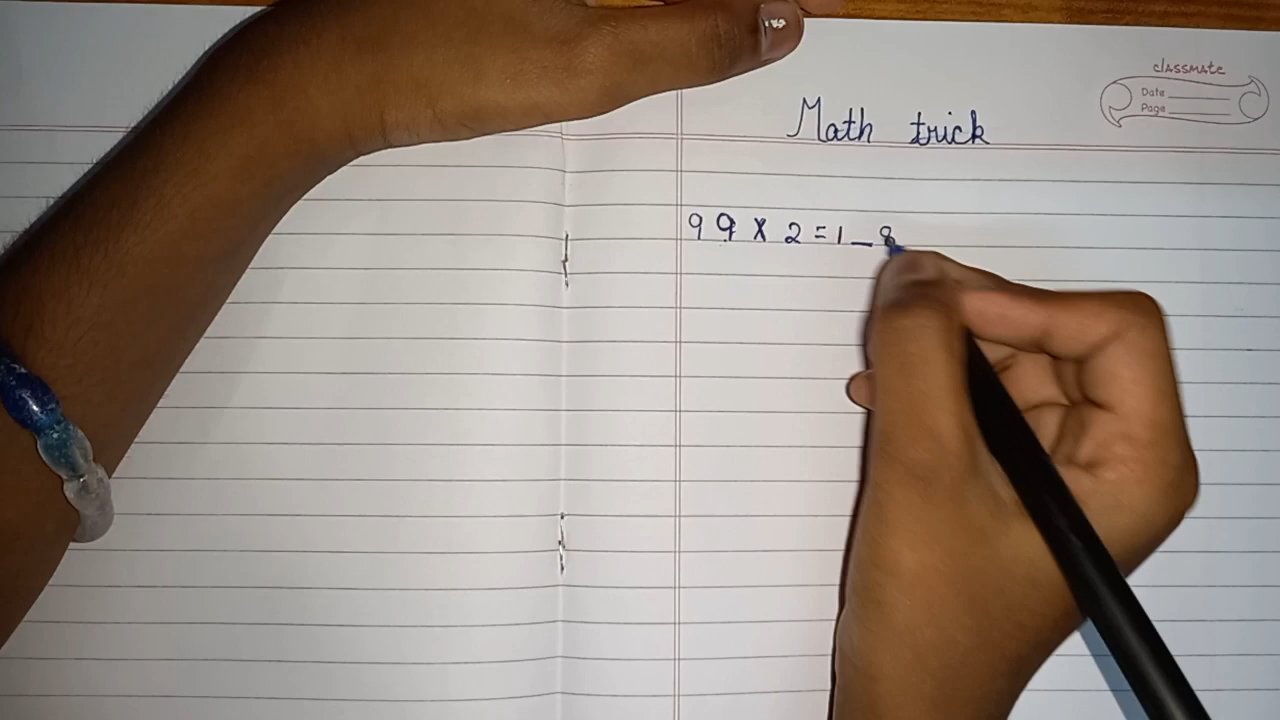 classmate
Date
Page
Math trick
99 x 2 = 1_8